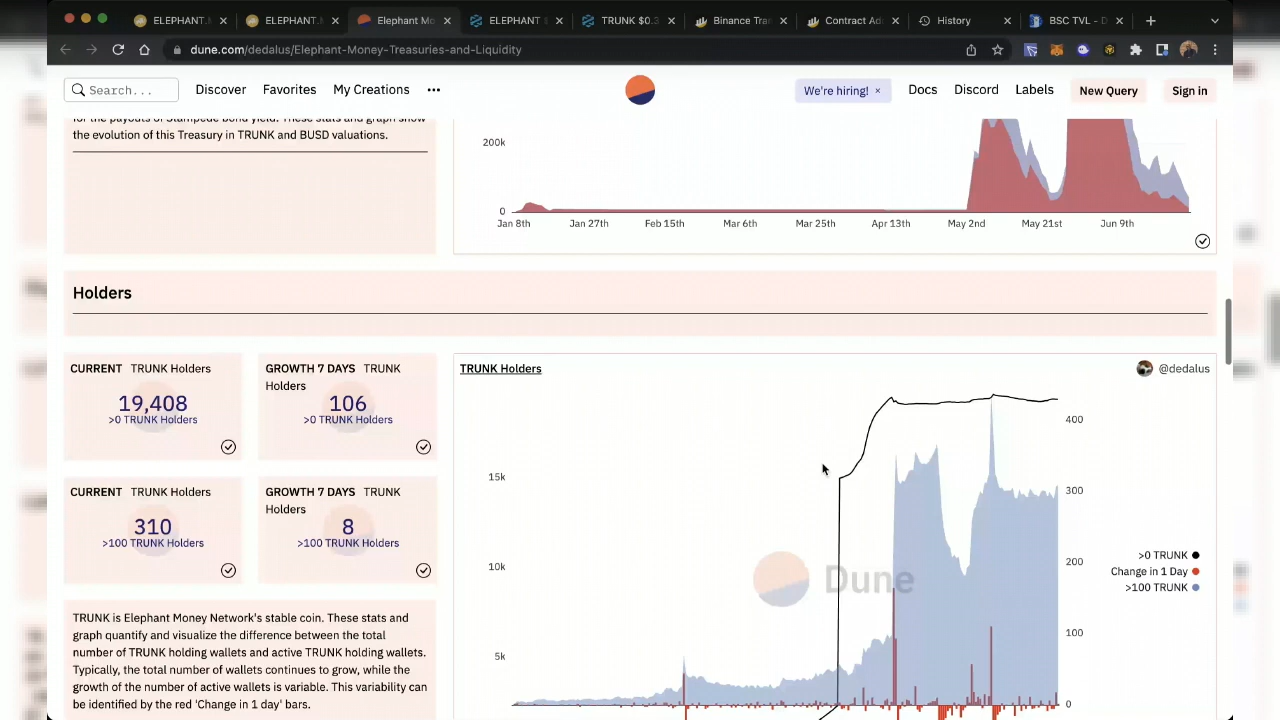 ELEPHANT.
ELEPHANT.
Elephant Mo
ELEPHANT
TRUNK $0.3
Binance Tra
Contract Ad
History
BSC TVL - D
dune.com/dedalus/Elephant-Money-Treasuries-and-Liquidity
Search...
Discover
Favorites
My Creations
We're hiring! ×
Docs
Discord
Labels
New Query
Sign in
for the payouts of Stampede bond yield. These stats and graph show
the evolution of this Treasury in TRUNK and BUSD valuations.
200k
0
Jan 8th
Jan 27th
Feb 15th
Mar 6th
Mar 25th
Apr 13th
May 2nd
May 21st
Jun 9th
Holders
CURRENT TRUNK Holders
19,408
>0 TRUNK Holders
GROWTH 7 DAYS TRUNK
Holders
106
>0 TRUNK Holders
CURRENT TRUNK Holders
310
>100 TRUNK Holders
GROWTH 7 DAYS TRUNK
Holders
8
>100 TRUNK Holders
TRUNK is Elephant Money Network's stable coin. These stats and
graph quantify and visualize the difference between the total
number of TRUNK holding wallets and active TRUNK holding wallets.
Typically, the total number of wallets continues to grow, while the
growth of the number of active wallets is variable. This variability can
be identified by the red 'Change in 1 day' bars.
TRUNK Holders
@dedalus
15k
10k
5k
400
300
200
100
0
Dune
>0 TRUNK
Change in 1 Day
>100 TRUNK